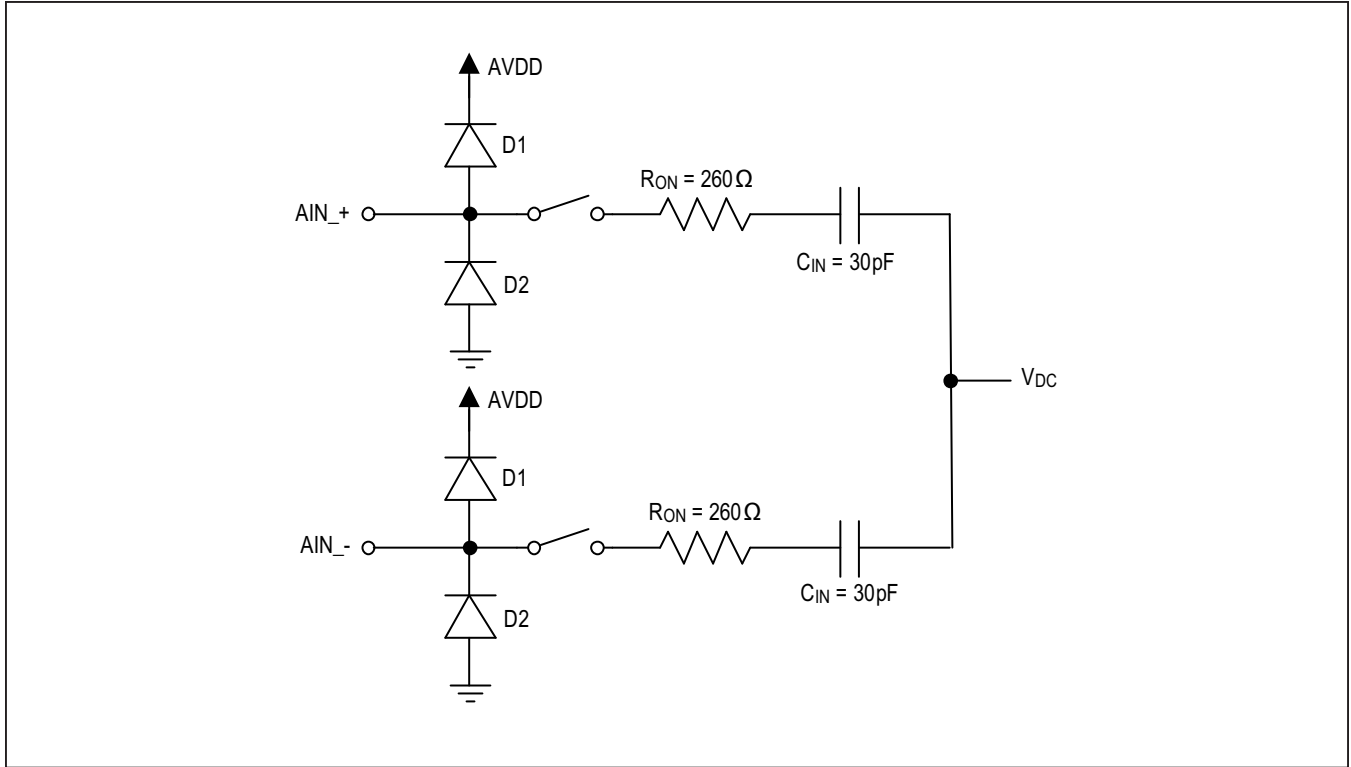 AVDD
D1
RON = 260Ω
AIN_+
CIN = 30pF
D2
VDC
AVDD
D1
RON = 260Ω
AIN_-
CIN = 30pF
D2